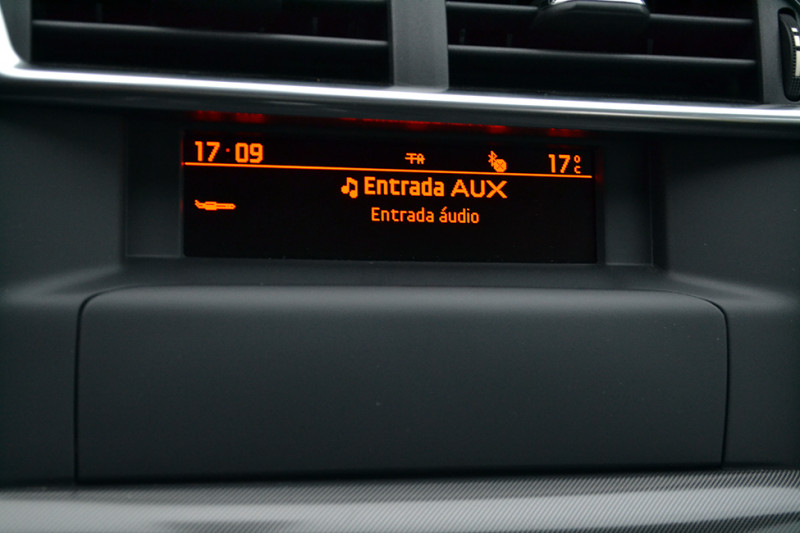 17:09 TA 17°C
Entrada AUX
Entrada áudio